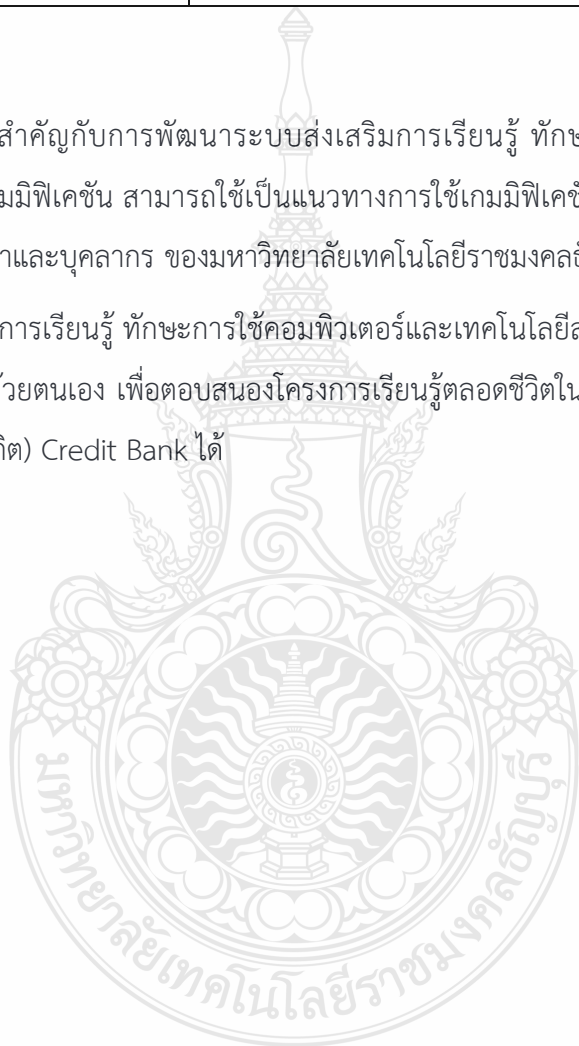 สำคัญกับการพัฒนาระบบส่งเสริมการเรียนรู้
มมิฟิเคชัน สามารถใช้เป็นแนวทางการใช้เกมมิฟิเคช
าและบุคลากร ของมหาวิทยาลัยเทคโนโลยีราชมงคล
การเรียนรู้ ทักษะการใช้คอมพิวเตอร์และเทคโนโลยี
้วยตนเอง เพื่อตอบสนองโครงการเรียนรู้ตลอดชีวิตใน
ิต) Credit Bank ได้
มหาวิทยาลัยเทคโนโลยีราชมงคลธัญบุรี